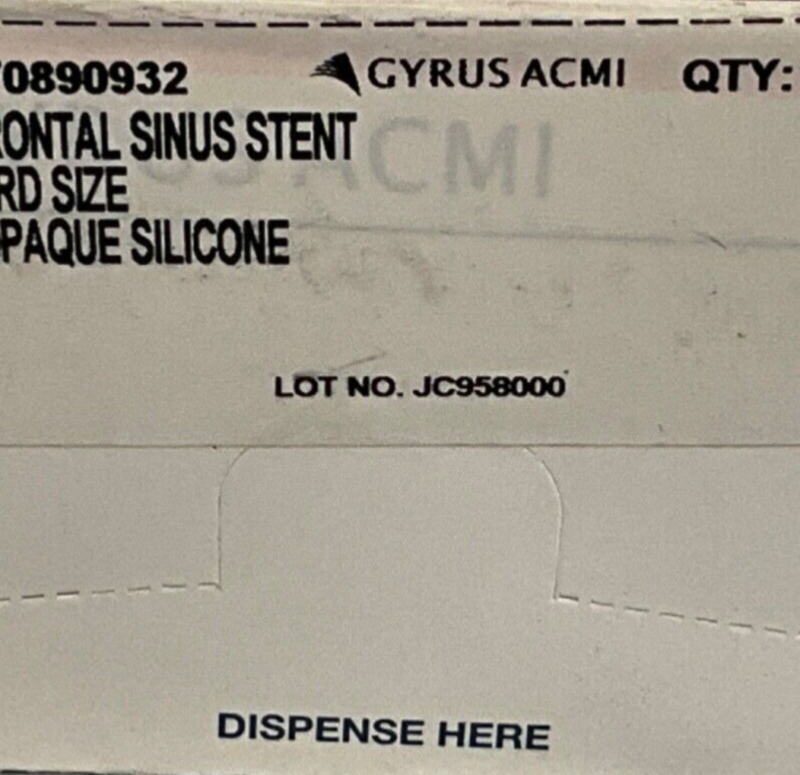 70890932 GYRUS ACMI QTY:
RONTAL SINUS STENT
RD SIZE
PAQUE SILICONE
LOT NO. JC958000
DISPENSE HERE